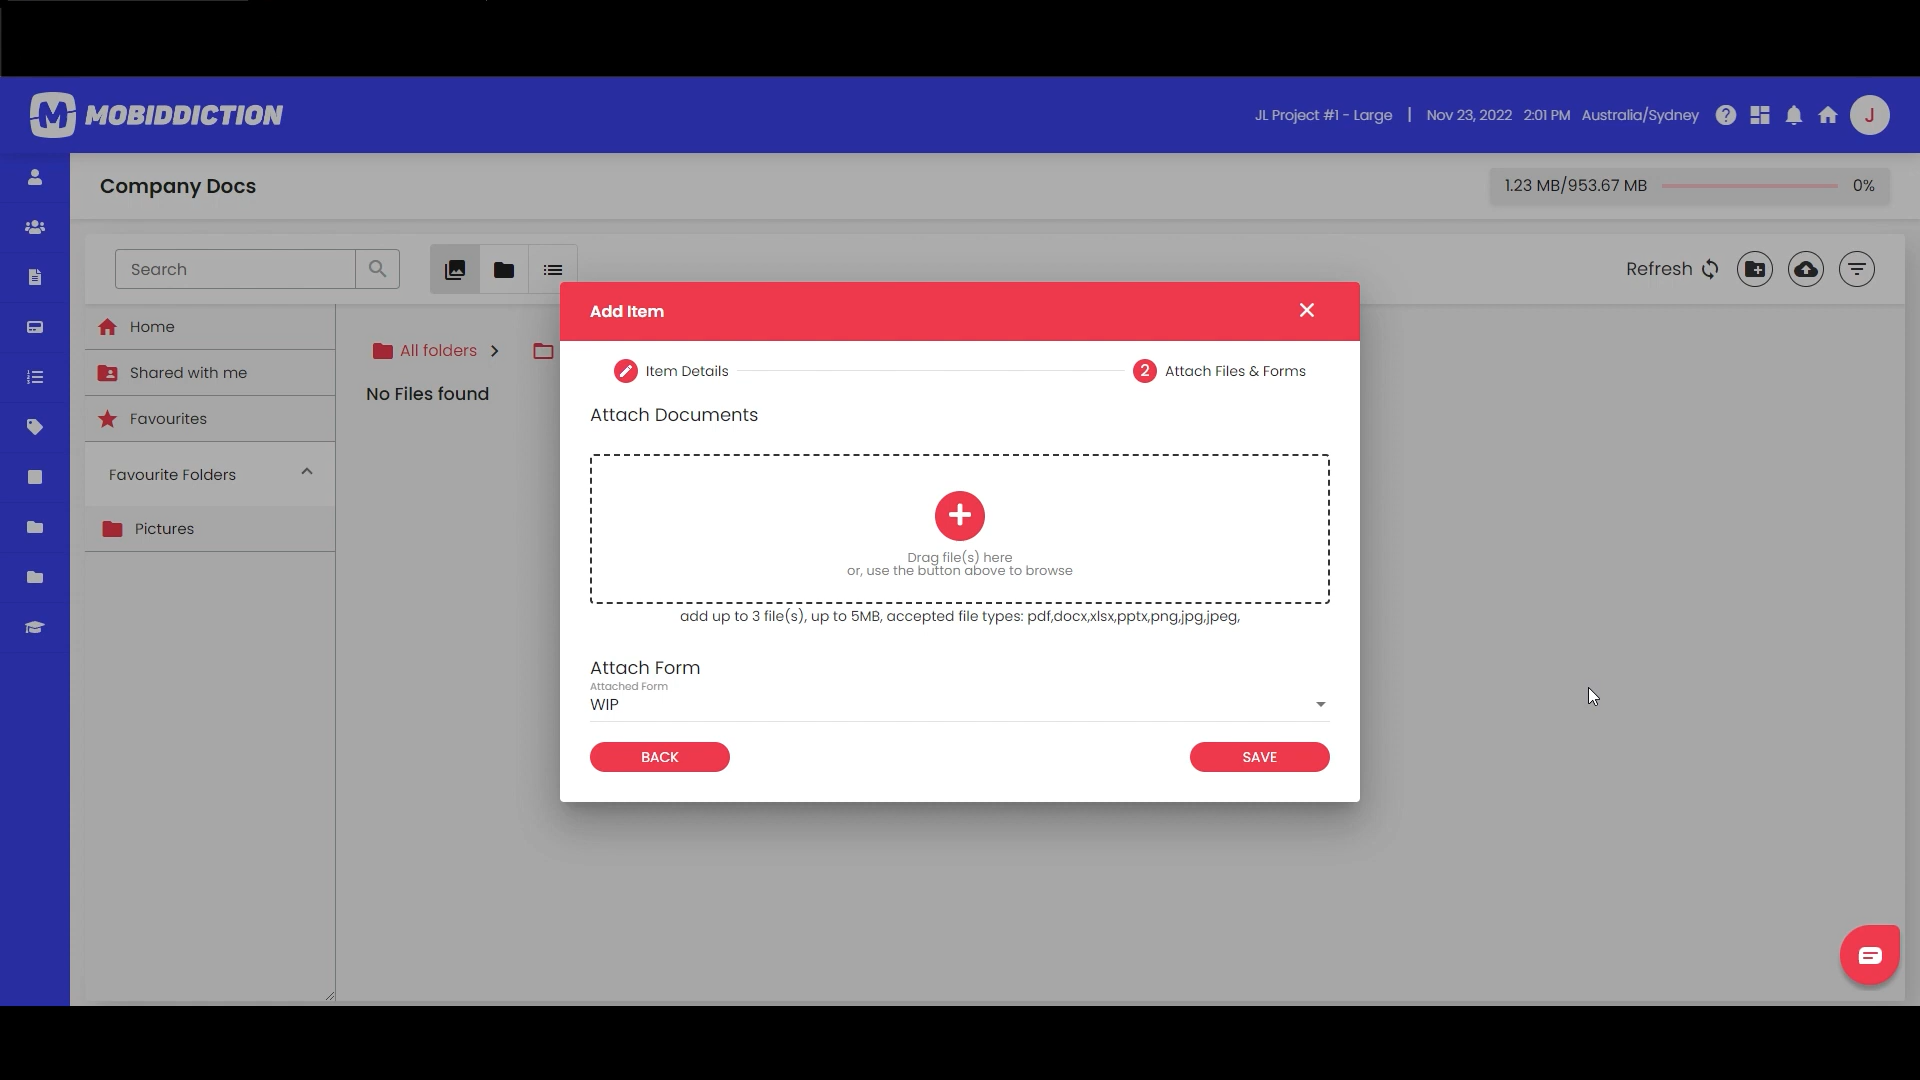 MOBIDDICTION
JL Project #1 - Large | Nov 23, 2022 2:01 PM Australia/Sydney
J
Company Docs
1.23 MB/953.67 MB 0%
Search
Refresh
Home
Shared with me
Favourites
Favourite Folders
Pictures
All folders
No Files found
Add Item
Item Details
2 Attach Files & Forms
Attach Documents
Drag file(s) here
or, use the button above to browse
add up to 3 file(s), up to 5MB, accepted file types: pdf,docx,xlsx,pptx,png,jpg,jpeg,
Attach Form
Attached Form
WIP
BACK
SAVE